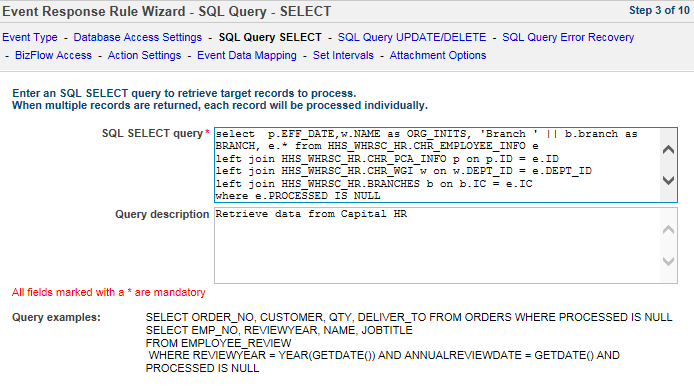 Event Response Rule Wizard - SQL Query - SELECT Step 3 of 10
Event Type - Database Access Settings - SQL Query SELECT - SQL Query UPDATE/DELETE - SQL Query Error Recovery
- BizFlow Access - Action Settings - Event Data Mapping - Set Intervals - Attachment Options
Enter an SQL SELECT query to retrieve target records to process.
When multiple records are returned, each record will be processed individually.
SQL SELECT query * select  p.EFF_DATE,w.NAME as ORG_INITS, 'Branch ' || b.branch as
BRANCH, e.* from HHS_WHRSC_HR.CHR_EMPLOYEE_INFO e
left join HHS_WHRSC_HR.CHR_PCA_INFO p on p.ID = e.ID
left join HHS_WHRSC_HR.CHR_WGI w on w.DEPT_ID = e.DEPT_ID
left join HHS_WHRSC_HR.BRANCHES b on b.IC = e.IC
where e.PROCESSED IS NULL
Query description Retrieve data from Capital HR
All fields marked with a * are mandatory
Query examples: SELECT ORDER_NO, CUSTOMER, QTY, DELIVER_TO FROM ORDERS WHERE PROCESSED IS NULL
SELECT EMP_NO, REVIEWYEAR, NAME, JOBTITLE
FROM EMPLOYEE_REVIEW
WHERE REVIEWYEAR = YEAR(GETDATE()) AND ANNUALREVIEWDATE = GETDATE() AND
PROCESSED IS NULL